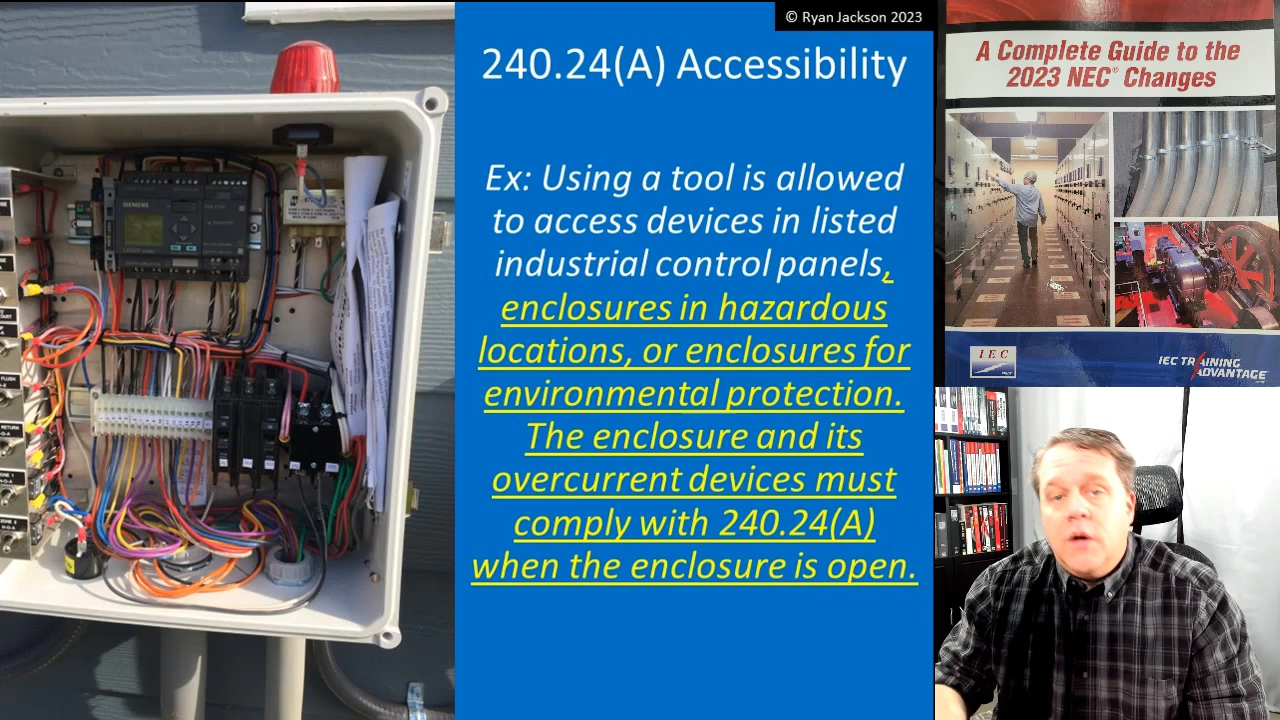 © Ryan Jackson 2023
240.24(A) Accessibility
Ex: Using a tool is allowed
to access devices in listed
industrial control panels,
enclosures in hazardous
locations, or enclosures for
environmental protection.
The enclosure and its
overcurrent devices must
comply with 240.24(A)
when the enclosure is open.
A Complete Guide to the
2023 NEC® Changes
IEC
IEC TRAINING
ADVANTAGE
SIEMENS
FLUSH
RETURN
H-O-A